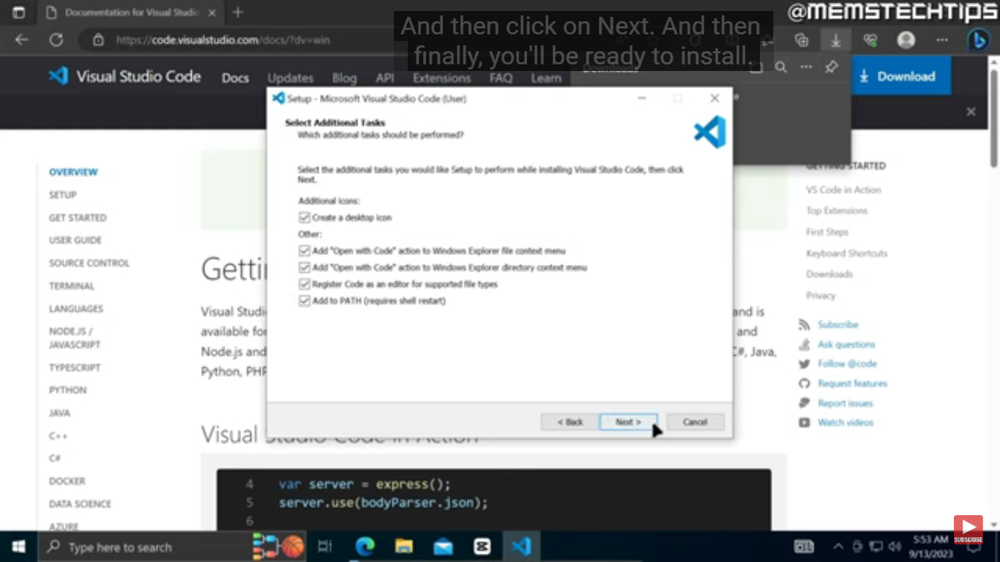 Documentation for Visual Studi
@MEMSTECHTIPS
https://code.visualstudio.com/docs/?dv=win
And then click on Next. And then
finally, you'll be ready to install.
Visual Studio Code
Docs
Updates
Blog
API
Extensions
FAQ
Learn
Downloads
Download
Setup - Microsoft Visual Studio Code (User)
Select Additional Tasks
Which additional tasks should be performed?
Select the additional tasks you would like Setup to perform while installing Visual Studio Code, then click
Next.
Additional icons:
Create a desktop icon
Other:
Add "Open with Code" action to Windows Explorer file context menu
Add "Open with Code" action to Windows Explorer directory context menu
Register Code as an editor for supported file types
Add to PATH (requires shell restart)
< Back
Next >
Cancel
OVERVIEW
SETUP
GET STARTED
USER GUIDE
SOURCE CONTROL
TERMINAL
LANGUAGES
NODE.JS /
JAVASCRIPT
TYPESCRIPT
PYTHON
JAVA
C++
C#
DOCKER
DATA SCIENCE
AZURE
Getti
Visual Studi
and is
available for
and
Node.js and
C#, Java,
Python, PHP
Visual Studio Code in Action
4 var server = express();
5 server.use(bodyParser.json);
6
GETTING STARTED
VS Code in Action
Top Extensions
First Steps
Keyboard Shortcuts
Downloads
Privacy
Subscribe
Ask questions
Follow @code
Request features
Report issues
Watch videos
SUBSCRIBE
Type here to search
5:53 AM
9/13/2023